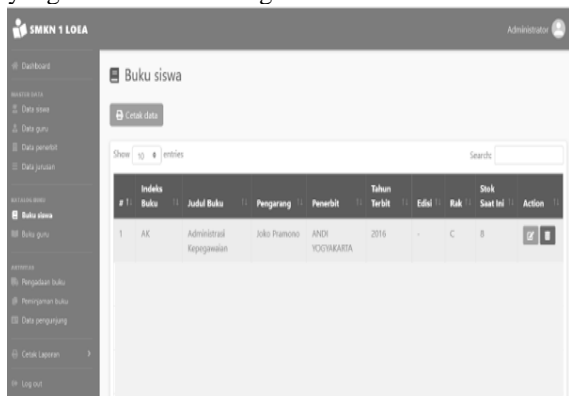 SMKN 1 LOEA
Administrator
Dashboard
MASTER DATA
Data siswa
Data guru
Data penerbit
Data jurusan
Buku siswa
Buku guru
Pengadaan buku
Peminjaman buku
Data pengunjung
Cetak Laporan
Log out
Buku siswa
Cetak data
Show 10 entries
Search:
# Indeks Buku Judul Buku Pengarang Penerbit Tahun Terbit Edisi Rak Stok Saat Ini Action
1 AK Administrasi Kepegawaian Joko Pramono ANDI YOGYAKARTA 2016 - C 8